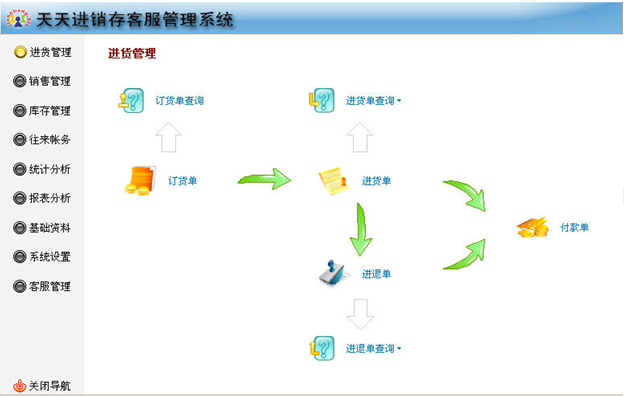 天天进销存客服管理系统
进货管理
销售管理
库存管理
往来帐务
统计分析
报表分析
基础资料
系统设置
客服管理
关闭导航
进货管理
订货单查询
进货单查询
订货单
进货单
付款单
进退单
进退单查询